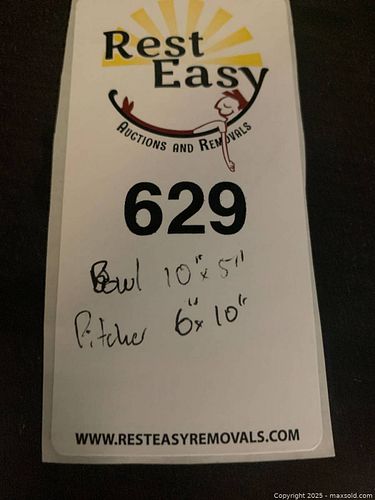 Rest
Easy
AUCTIONS AND REMOVALS
629
Bowl 10" x 5"
Pitcher 6" x 10"
WWW.RESTEASYREMOVALS.COM
Copyright 2025 - maxsold.com